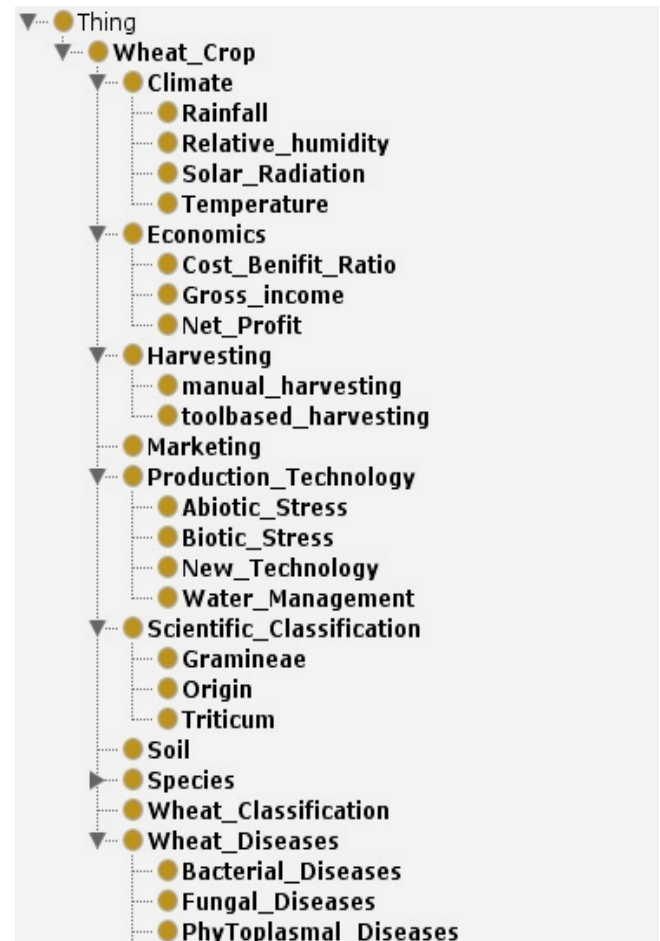 Thing
Wheat_Crop
Climate
Rainfall
Relative_humidity
Solar_Radiation
Temperature
Economics
Cost_Benifit_Ratio
Gross_income
Net_Profit
Harvesting
manual_harvesting
toolbased_harvesting
Marketing
Production_Technology
Abiotic_Stress
Biotic_Stress
New_Technology
Water_Management
Scientific_Classification
Gramineae
Origin
Triticum
Soil
Species
Wheat_Classification
Wheat_Diseases
Bacterial_Diseases
Fungal_Diseases
PhyToplasmal_Diseases